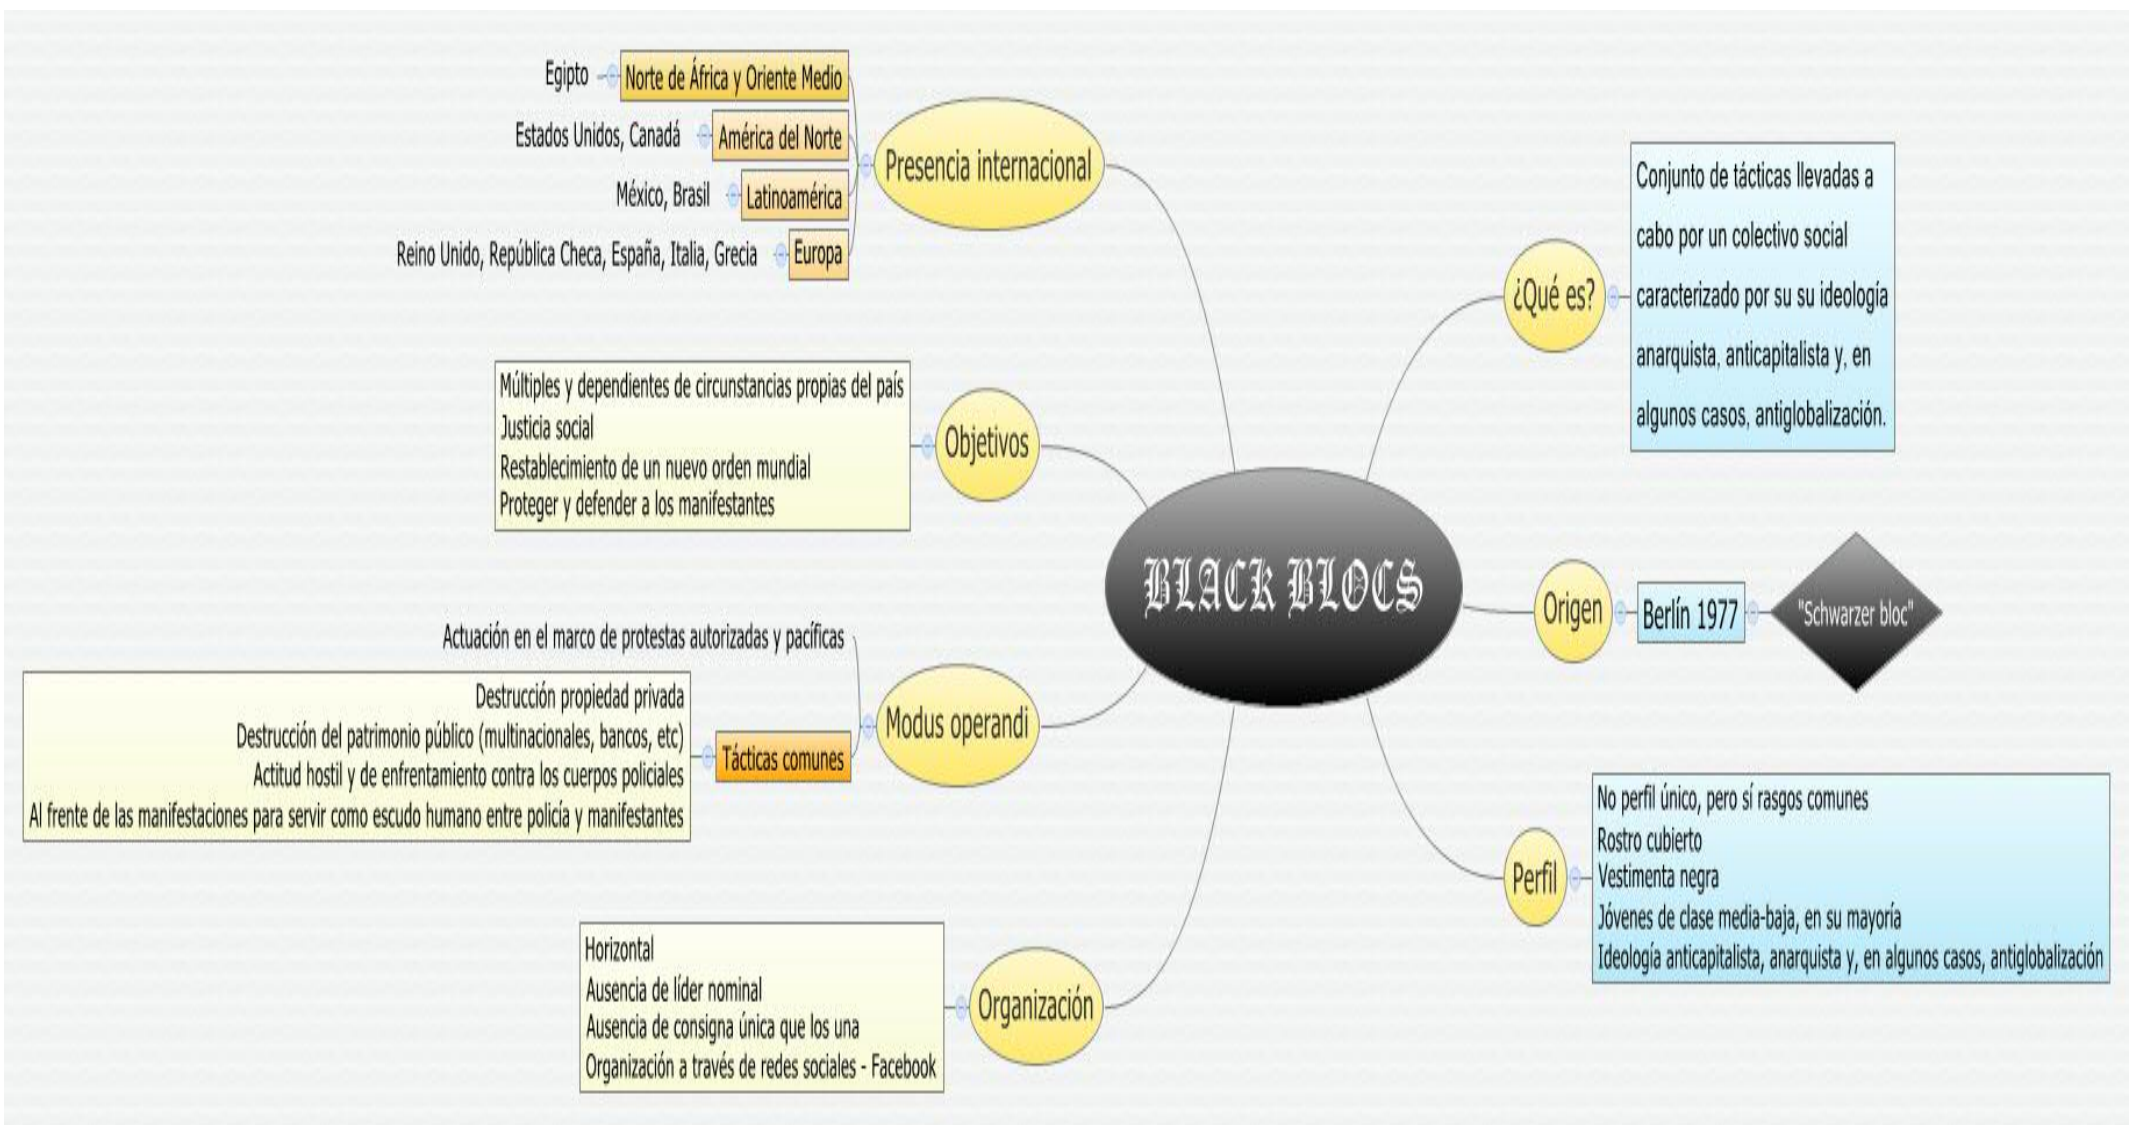 BLACK BLOCS
¿Qué es?
Conjunto de tácticas llevadas a
cabo por un colectivo social
caracterizado por su su ideología
anarquista, anticapitalista y, en
algunos casos, antiglobalización.
Origen
Berlín 1977
"Schwarzer bloc"
Perfil
No perfil único, pero sí rasgos comunes
Rostro cubierto
Vestimenta negra
Jóvenes de clase media-baja, en su mayoría
Ideología anticapitalista, anarquista y, en algunos casos, antiglobalización
Presencia internacional
Norte de África y Oriente Medio
Egipto
América del Norte
Estados Unidos, Canadá
Latinoamérica
México, Brasil
Europa
Reino Unido, República Checa, España, Italia, Grecia
Objetivos
Múltiples y dependientes de circunstancias propias del país
Justicia social
Restablecimiento de un nuevo orden mundial
Proteger y defender a los manifestantes
Modus operandi
Actuación en el marco de protestas autorizadas y pacíficas
Tácticas comunes
Destrucción propiedad privada
Destrucción del patrimonio público (multinacionales, bancos, etc)
Actitud hostil y de enfrentamiento contra los cuerpos policiales
Al frente de las manifestaciones para servir como escudo humano entre policía y manifestantes
Organización
Horizontal
Ausencia de líder nominal
Ausencia de consigna única que los una
Organización a través de redes sociales - Facebook